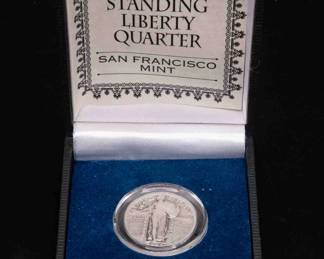 STANDING
LIBERTY
QUARTER
SAN FRANCISCO
MINT